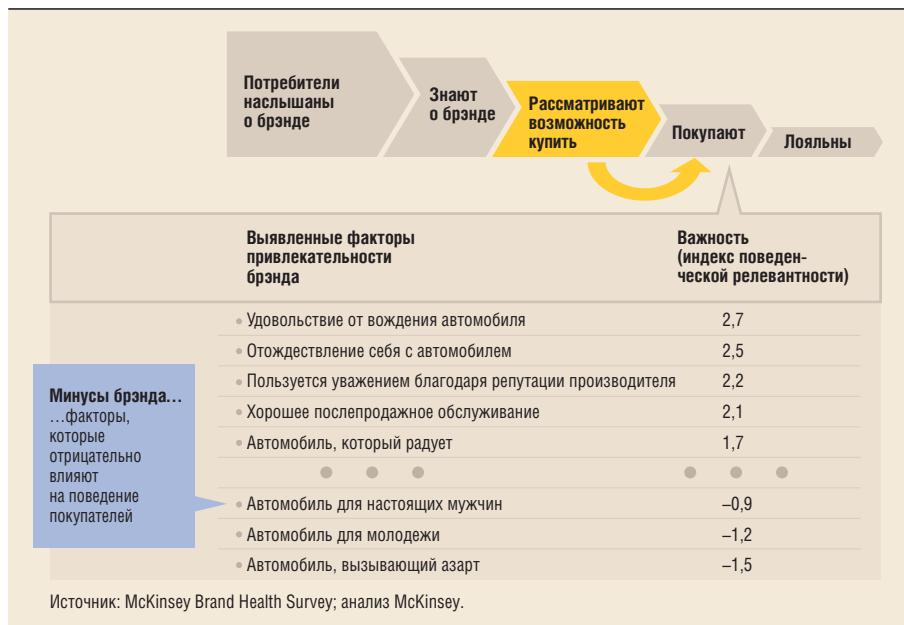 Потребители
наслышаны
о брэнде
Знают
о брэнде
Рассматривают
возможность
купить
Покупают
Лояльны
Выявленные факторы
привлекательности
брэнда
Важность
(индекс поведен-
ческой релевантности)
Удовольствие от вождения автомобиля 2,7
Отождествление себя с автомобилем 2,5
Пользуется уважением благодаря репутации производителя 2,2
Хорошее послепродажное обслуживание 2,1
Автомобиль, который радует 1,7
Минусы брэнда...
...факторы,
которые
отрицательно
влияют
на поведение
покупателей
Автомобиль для настоящих мужчин –0,9
Автомобиль для молодежи –1,2
Автомобиль, вызывающий азарт –1,5
Источник: McKinsey Brand Health Survey; анализ McKinsey.